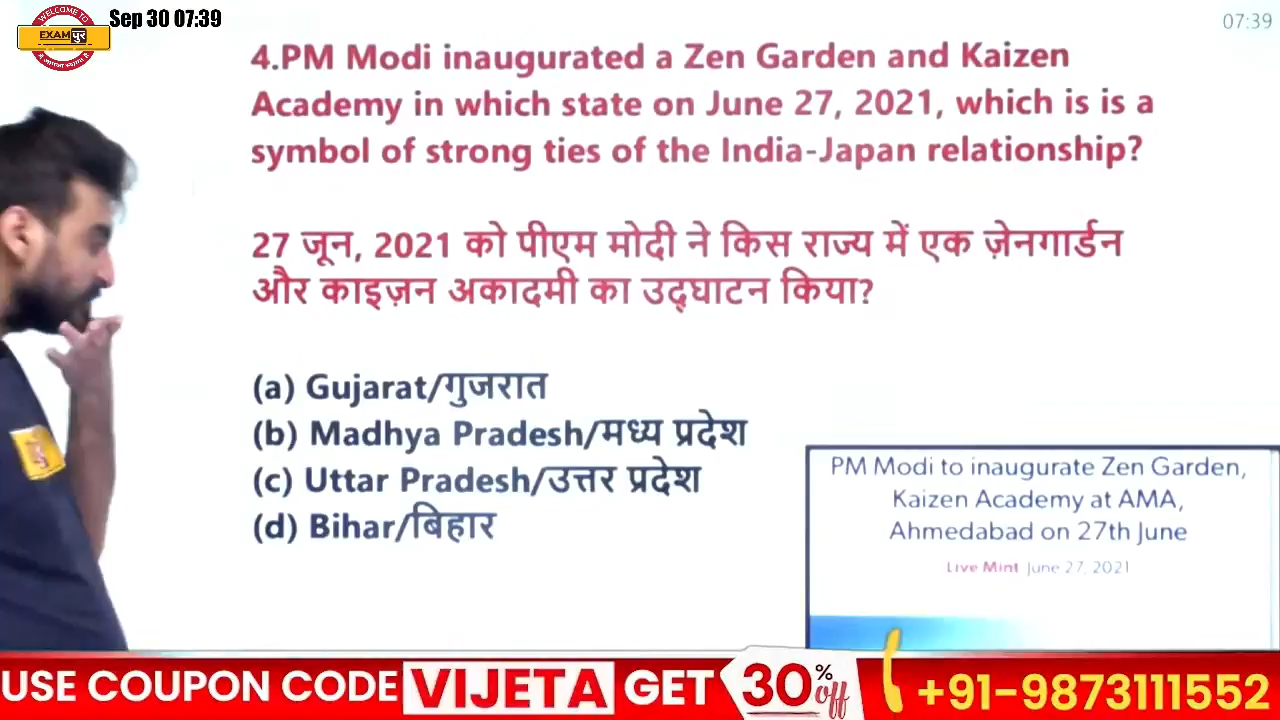 WELCOME TO
EXAM पुर
Sep 30 07:39
07:39
4.PM Modi inaugurated a Zen Garden and Kaizen
Academy in which state on June 27, 2021, which is is a
symbol of strong ties of the India-Japan relationship?
27 जून, 2021 को पीएम मोदी ने किस राज्य में एक ज़ेनगार्डन
और काइज़न अकादमी का उद्घाटन किया?
(a) Gujarat/गुजरात
(b) Madhya Pradesh/मध्य प्रदेश
(c) Uttar Pradesh/उत्तर प्रदेश
(d) Bihar/बिहार
PM Modi to inaugurate Zen Garden,
Kaizen Academy at AMA,
Ahmedabad on 27th June
Live Mint June 27, 2021
USE COUPON CODE VIJETA GET 30% off +91-9873111552